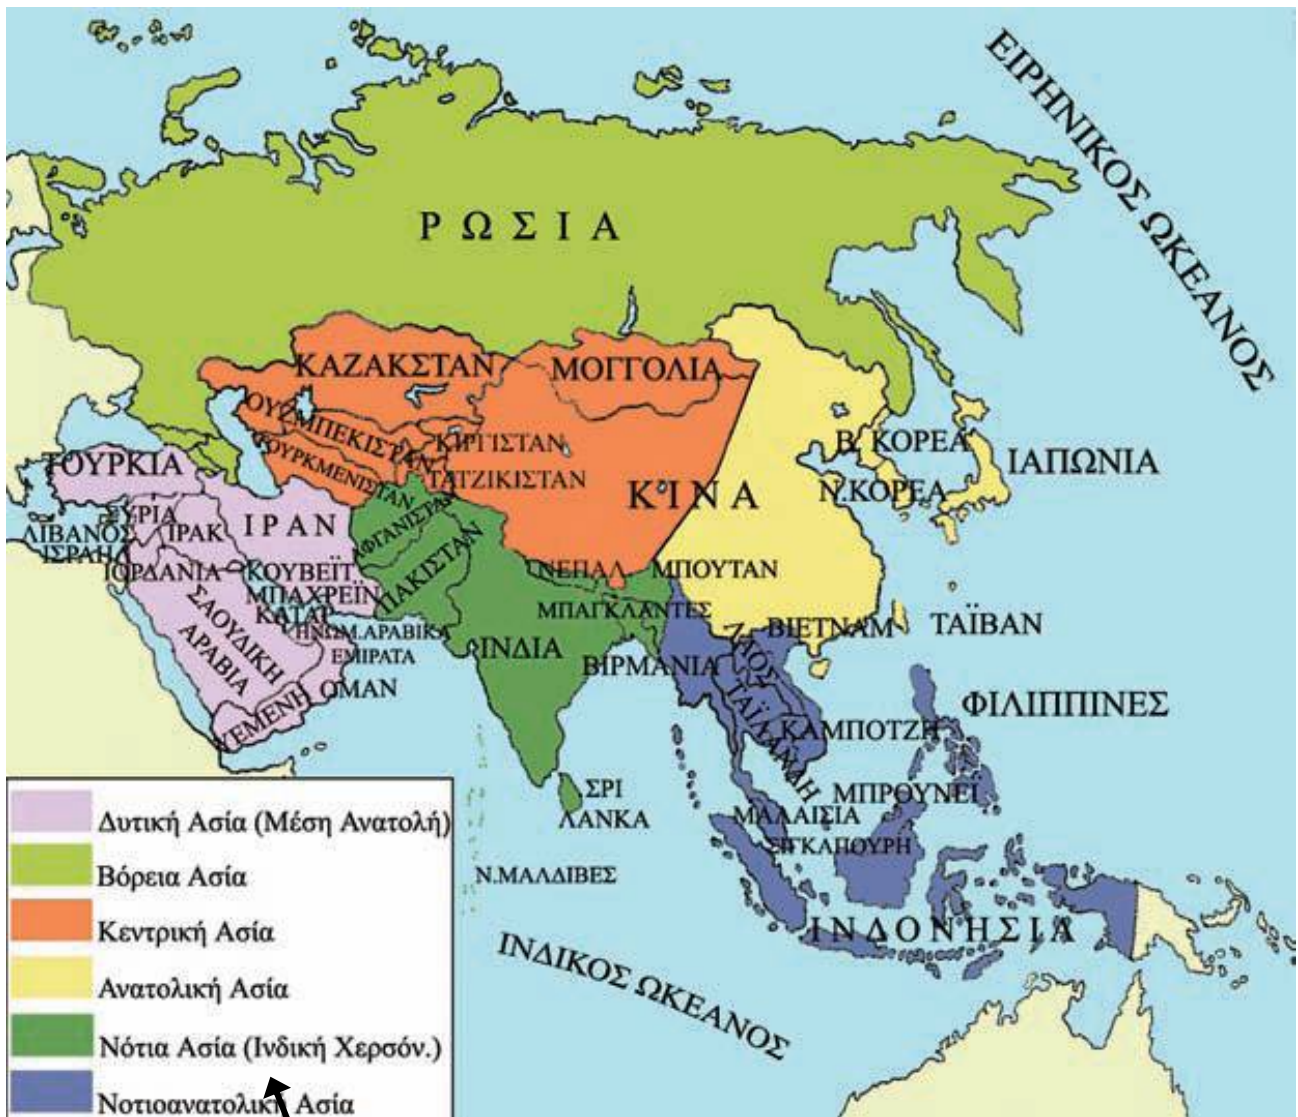 ΕΙΡΗΝΙΚΟΣ ΩΚΕΑΝΟΣ
ΡΩΣΙΑ
ΚΑΖΑΚΣΤΑΝ
ΜΟΓΓΟΛΙΑ
ΟΥΖΜΠΕΚΙΣΤΑΝ
ΚΙΡΓΙΣΤΑΝ
ΤΟΥΡΚΜΕΝΙΣΤΑΝ
ΤΑΤΖΙΚΙΣΤΑΝ
Β. ΚΟΡΕΑ
ΙΑΠΩΝΙΑ
ΤΟΥΡΚΙΑ
ΚΙΝΑ
Ν.ΚΟΡΕΑ
ΣΥΡΙΑ
ΛΙΒΑΝΟΣ
ΙΡΑΚ
ΙΡΑΝ
ΑΦΓΑΝΙΣΤΑΝ
ΙΣΡΑΗΛ
ΠΑΚΙΣΤΑΝ
ΙΟΡΔΑΝΙΑ
ΚΟΥΒΕΪΤ
ΝΕΠΑΛ
ΜΠΟΥΤΑΝ
ΜΠΑΧΡΕΪΝ
ΚΑΤΑΡ
ΜΠΑΓΚΛΑΝΤΕΣ
ΣΑΟΥΔΙΚΗ
ΑΡΑΒΙΑ
ΗΝΩΜ.ΑΡΑΒΙΚΑ
ΕΜΙΡΑΤΑ
ΙΝΔΙΑ
ΒΙΕΤΝΑΜ
ΤΑΪΒΑΝ
ΒΙΡΜΑΝΙΑ
ΛΑΟΣ
ΟΜΑΝ
ΥΕΜΕΝΗ
ΤΑΪΛΑΝΔΗ
ΚΑΜΠΟΤΖΗ
ΦΙΛΙΠΠΙΝΕΣ
ΣΡΙ
ΛΑΝΚΑ
ΜΠΡΟΥΝΕΪ
ΜΑΛΑΙΣΙΑ
ΣΙΓΚΑΠΟΥΡΗ
Ν.ΜΑΛΔΙΒΕΣ
ΙΝΔΟΝΗΣΙΑ
ΙΝΔΙΚΟΣ ΩΚΕΑΝΟΣ
Δυτική Ασία (Μέση Ανατολή)
Βόρεια Ασία
Κεντρική Ασία
Ανατολική Ασία
Νότια Ασία (Ινδική Χερσόν.)
Νοτιοανατολική Ασία